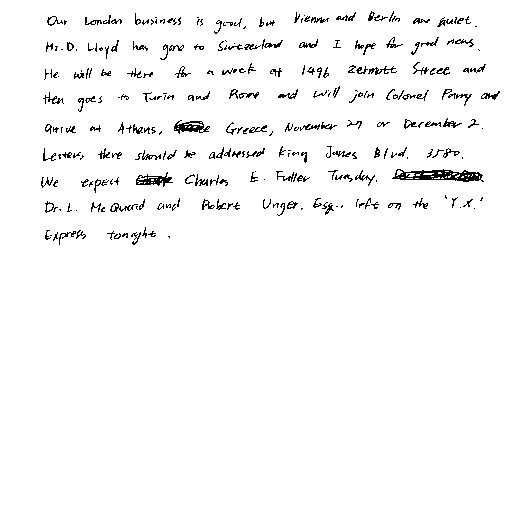 Our London business is good, but Vienna and Berlin are quiet.
Mr. D. Lloyd has gone to Switzerland and I hope for good news.
He will be there for a week at 1496 Zermott Street and
then goes to Turin and Rome and will join Colonel Parry and
arrive at Athens, Greece, November 27 or December 2.
Letters there should be addressed King James Blvd. 3580.
We expect Charles E. Fuller Tuesday.
Dr. L. McQuaid and Robert Unger, Esq., left on the 'Y.X.'
Express tonight.